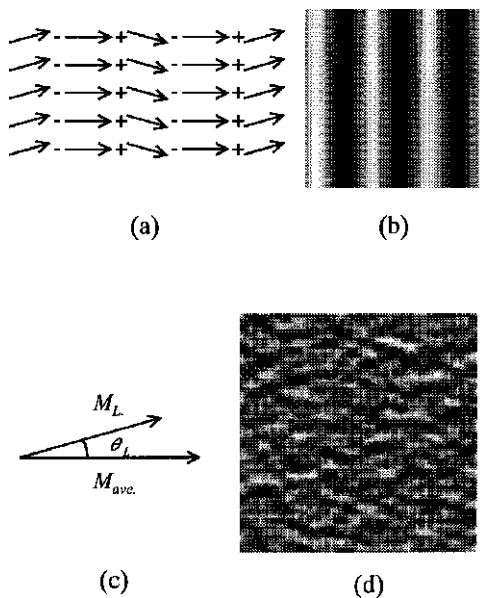 - + - +
- + - +
- + - +
- + - +
- + - +
(a) (b)
M_L.
θ_L
M_ave.
(c) (d)